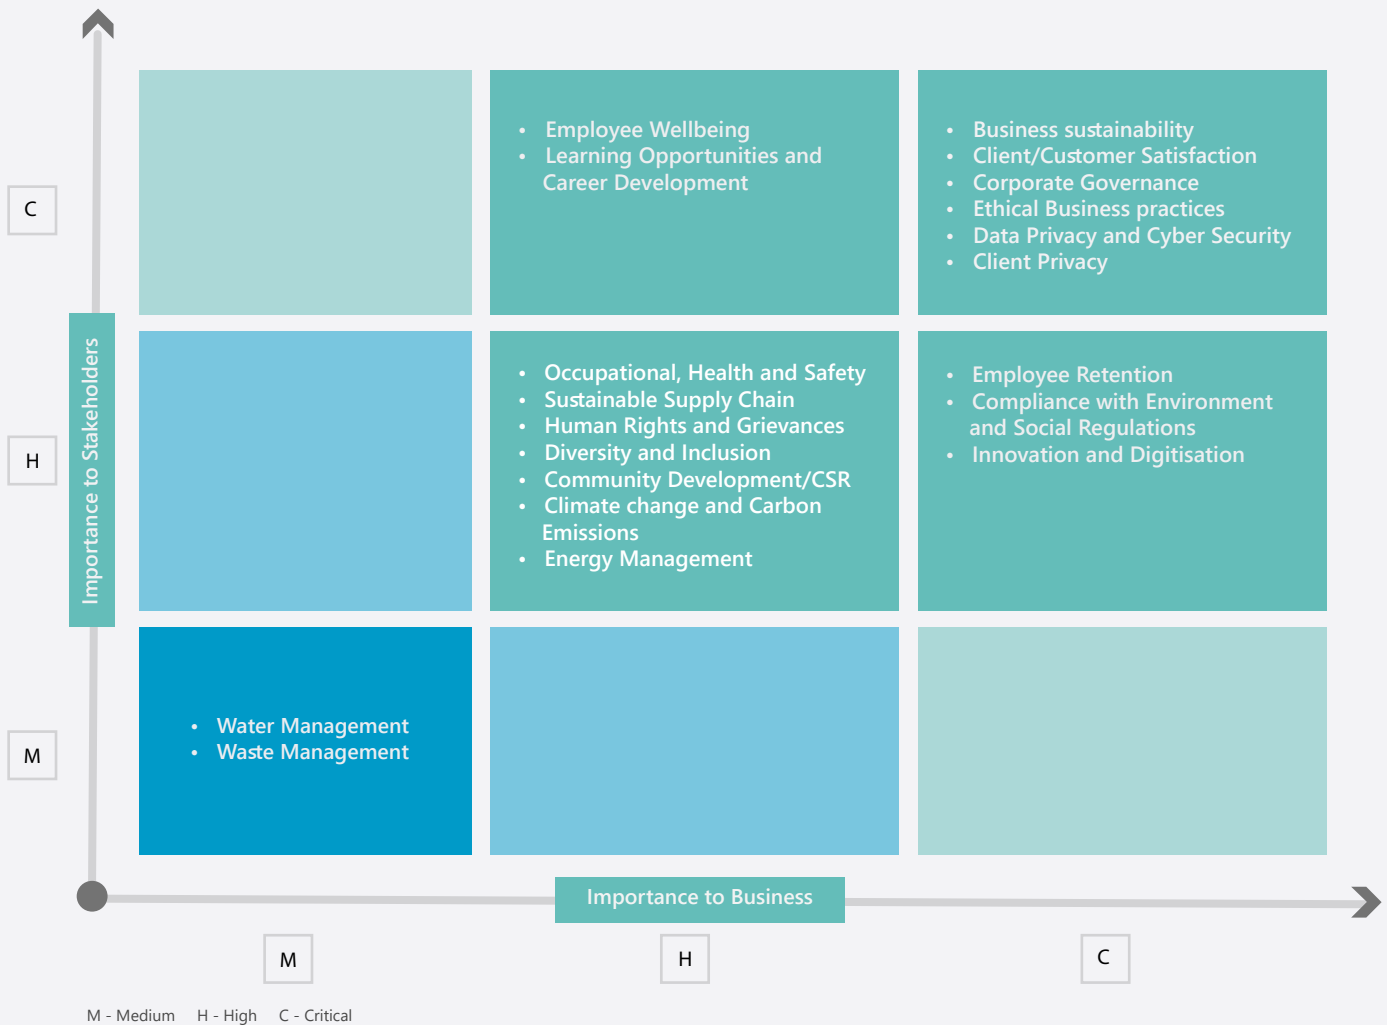 • Employee Wellbeing
• Learning Opportunities and
Career Development
• Business sustainability
• Client/Customer Satisfaction
• Corporate Governance
• Ethical Business practices
• Data Privacy and Cyber Security
• Client Privacy
C
Importance to Stakeholders
• Occupational, Health and Safety
• Sustainable Supply Chain
• Human Rights and Grievances
• Diversity and Inclusion
• Community Development/CSR
• Climate change and Carbon
Emissions
• Energy Management
• Employee Retention
• Compliance with Environment
and Social Regulations
• Innovation and Digitisation
H
• Water Management
• Waste Management
M
Importance to Business
M
H
C
M - Medium H - High C - Critical